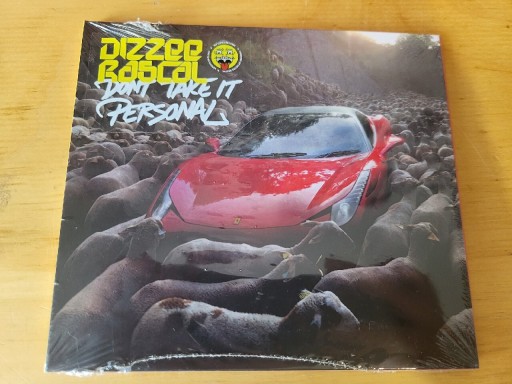 DIZZEE
RASCAL
DON'T TAKE IT
PERSONAL